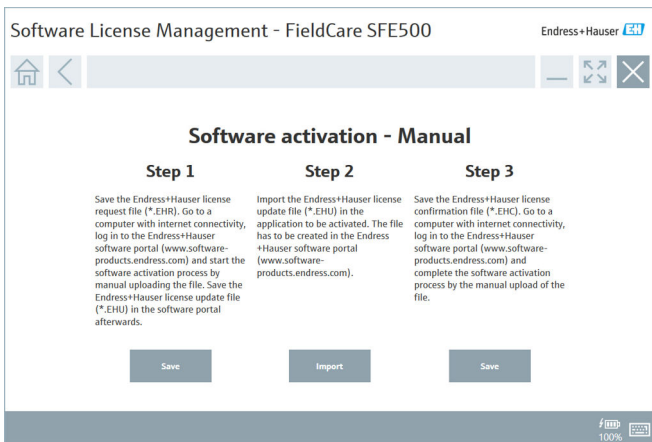 Software License Management - FieldCare SFE500
Endress+Hauser EH
Software activation - Manual
Step 1
Save the Endress+Hauser license
request file (*.EHR). Go to a
computer with internet connectivity,
log in to the Endress+Hauser
software portal (www.software-
products.endress.com) and start the
software activation process by
manual uploading the file. Save the
Endress+Hauser license update file
(*.EHU) in the software portal
afterwards.
Save
Step 2
Import the Endress+Hauser license
update file (*.EHU) in the
application to be activated. The file
has to be created in the Endress
+Hauser software portal
(www.software-
products.endress.com).
Import
Step 3
Save the Endress+Hauser license
confirmation file (*.EHC). Go to a
computer with internet connectivity,
log in to the Endress+Hauser
software portal (www.software-
products.endress.com) and
complete the software activation
process by the manual upload of the
file.
Save
100%